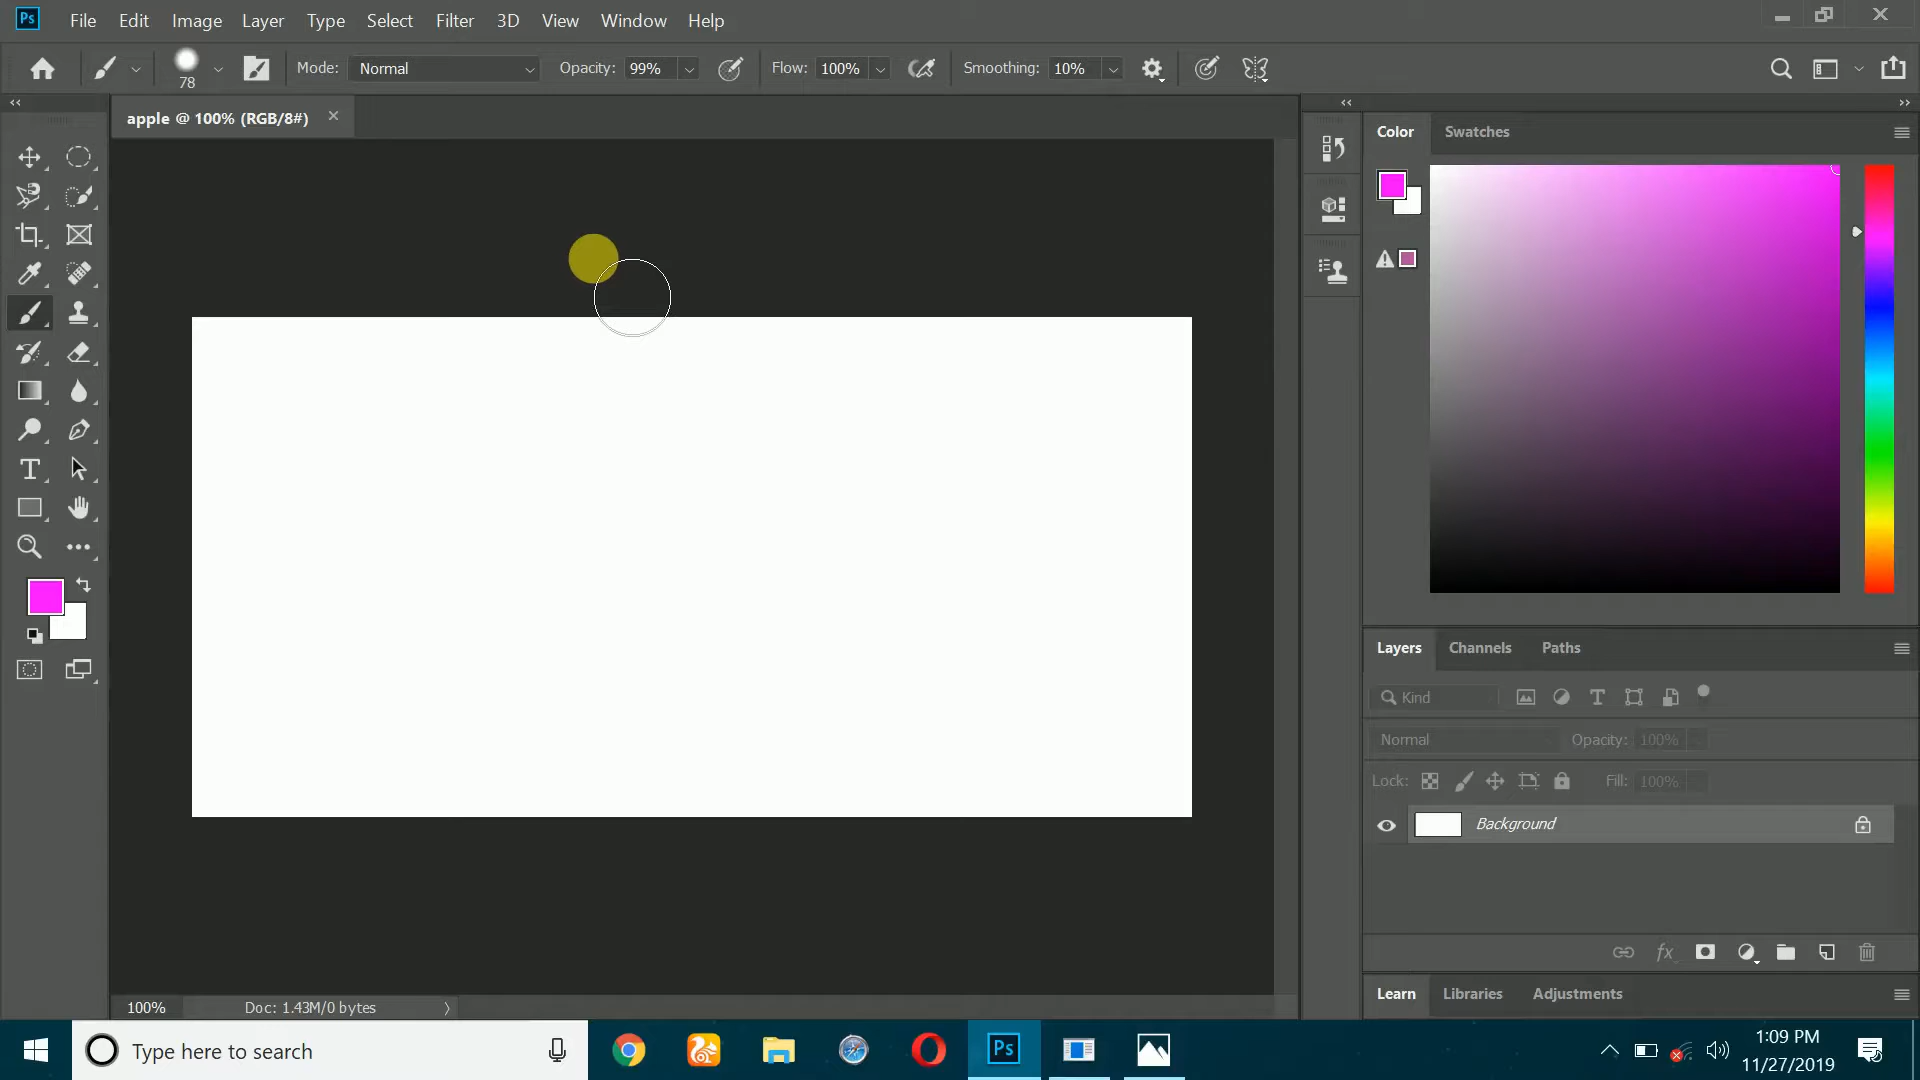 Ps File Edit Image Layer Type Select Filter 3D View Window Help
78 Mode: Normal Opacity: 99% Flow: 100% Smoothing: 10%
apple @ 100% (RGB/8#)
Color Swatches
T
Layers Channels Paths
Kind T
Normal Opacity: 100%
Lock: Fill: 100%
Background
fx
Learn Libraries Adjustments
100% Doc: 1.43M/0 bytes
Type here to search
Ps
1:09 PM
11/27/2019